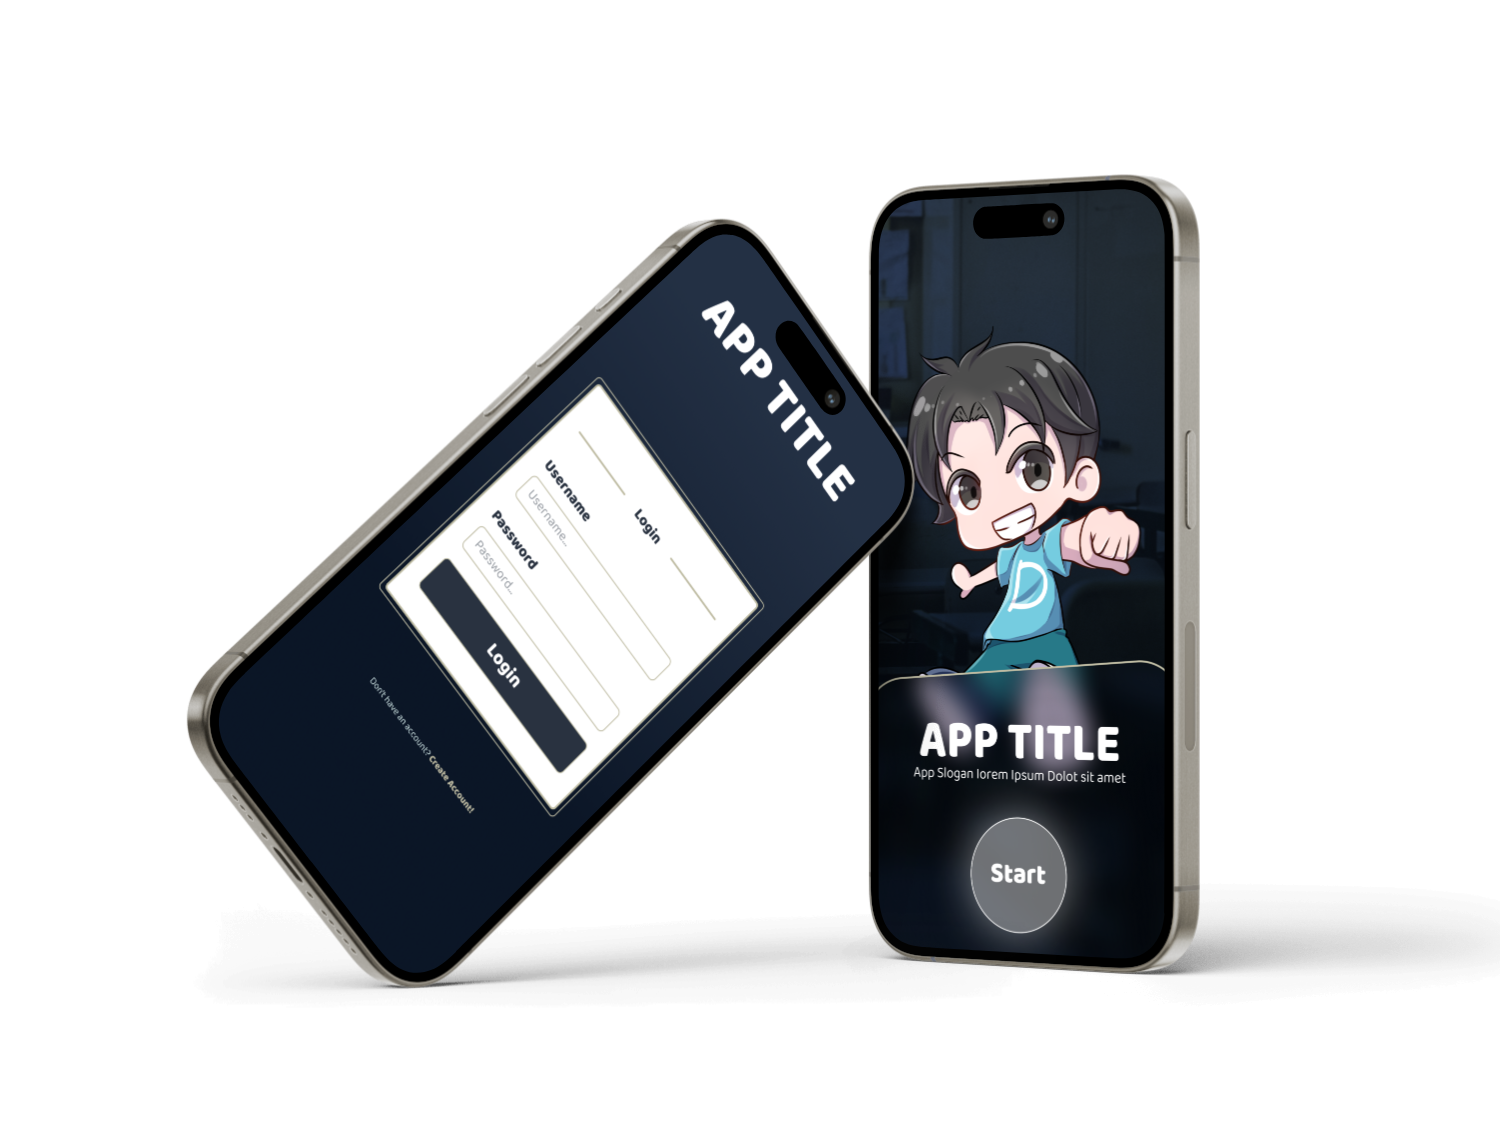 APP TITLE
Login
Username
Username...
Password
Password..
Login
Don't have an account? Create Account!
D
APP TITLE
App Slogan lorem Ipsum Dolot sit amet
Start